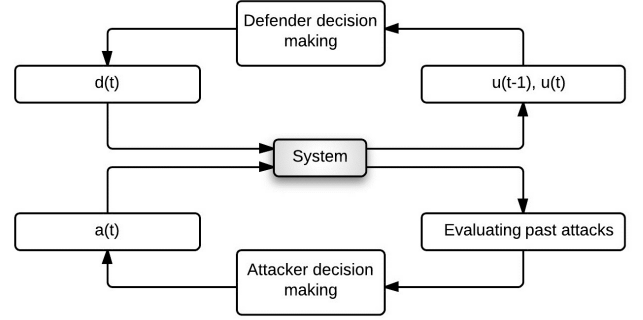 Defender decision
making
d(t)
u(t-1), u(t)
System
a(t)
Evaluating past attacks
Attacker decision
making